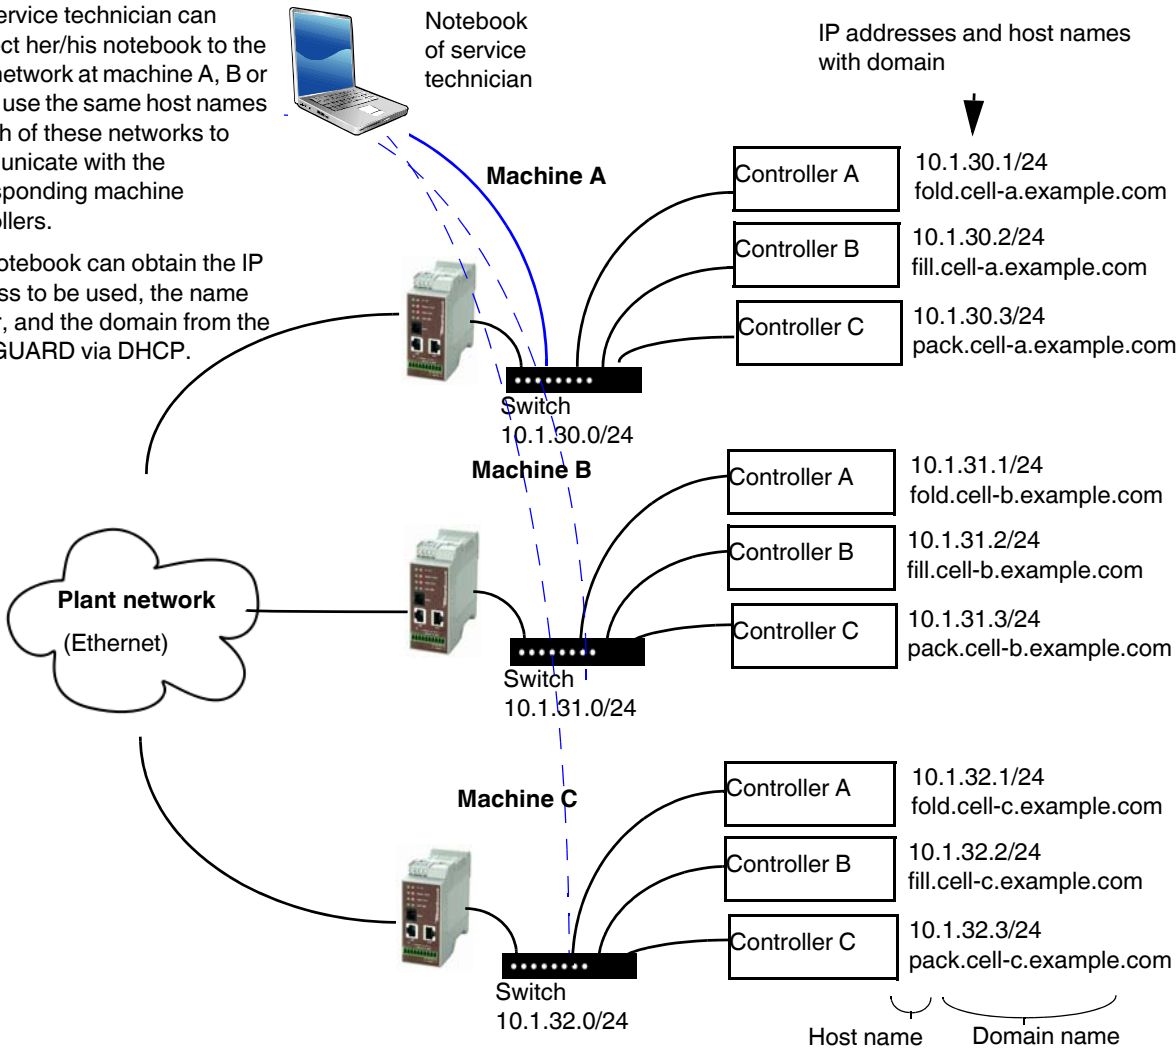 ervice technician can
ect her/his notebook to the
network at machine A, B or
use the same host names
h of these networks to
unicate with the
sponding machine
llers.
otebook can obtain the IP
ss to be used, the name
r, and the domain from the
GUARD via DHCP.
Notebook
of service
technician
IP addresses and host names
with domain
Machine A
Controller A
10.1.30.1/24
fold.cell-a.example.com
Controller B
10.1.30.2/24
fill.cell-a.example.com
Controller C
10.1.30.3/24
pack.cell-a.example.com
Switch
10.1.30.0/24
Machine B
Controller A
10.1.31.1/24
fold.cell-b.example.com
Controller B
10.1.31.2/24
fill.cell-b.example.com
Controller C
10.1.31.3/24
pack.cell-b.example.com
Plant network
(Ethernet)
Switch
10.1.31.0/24
Machine C
Controller A
10.1.32.1/24
fold.cell-c.example.com
Controller B
10.1.32.2/24
fill.cell-c.example.com
Controller C
10.1.32.3/24
pack.cell-c.example.com
Switch
10.1.32.0/24
Host name
Domain name